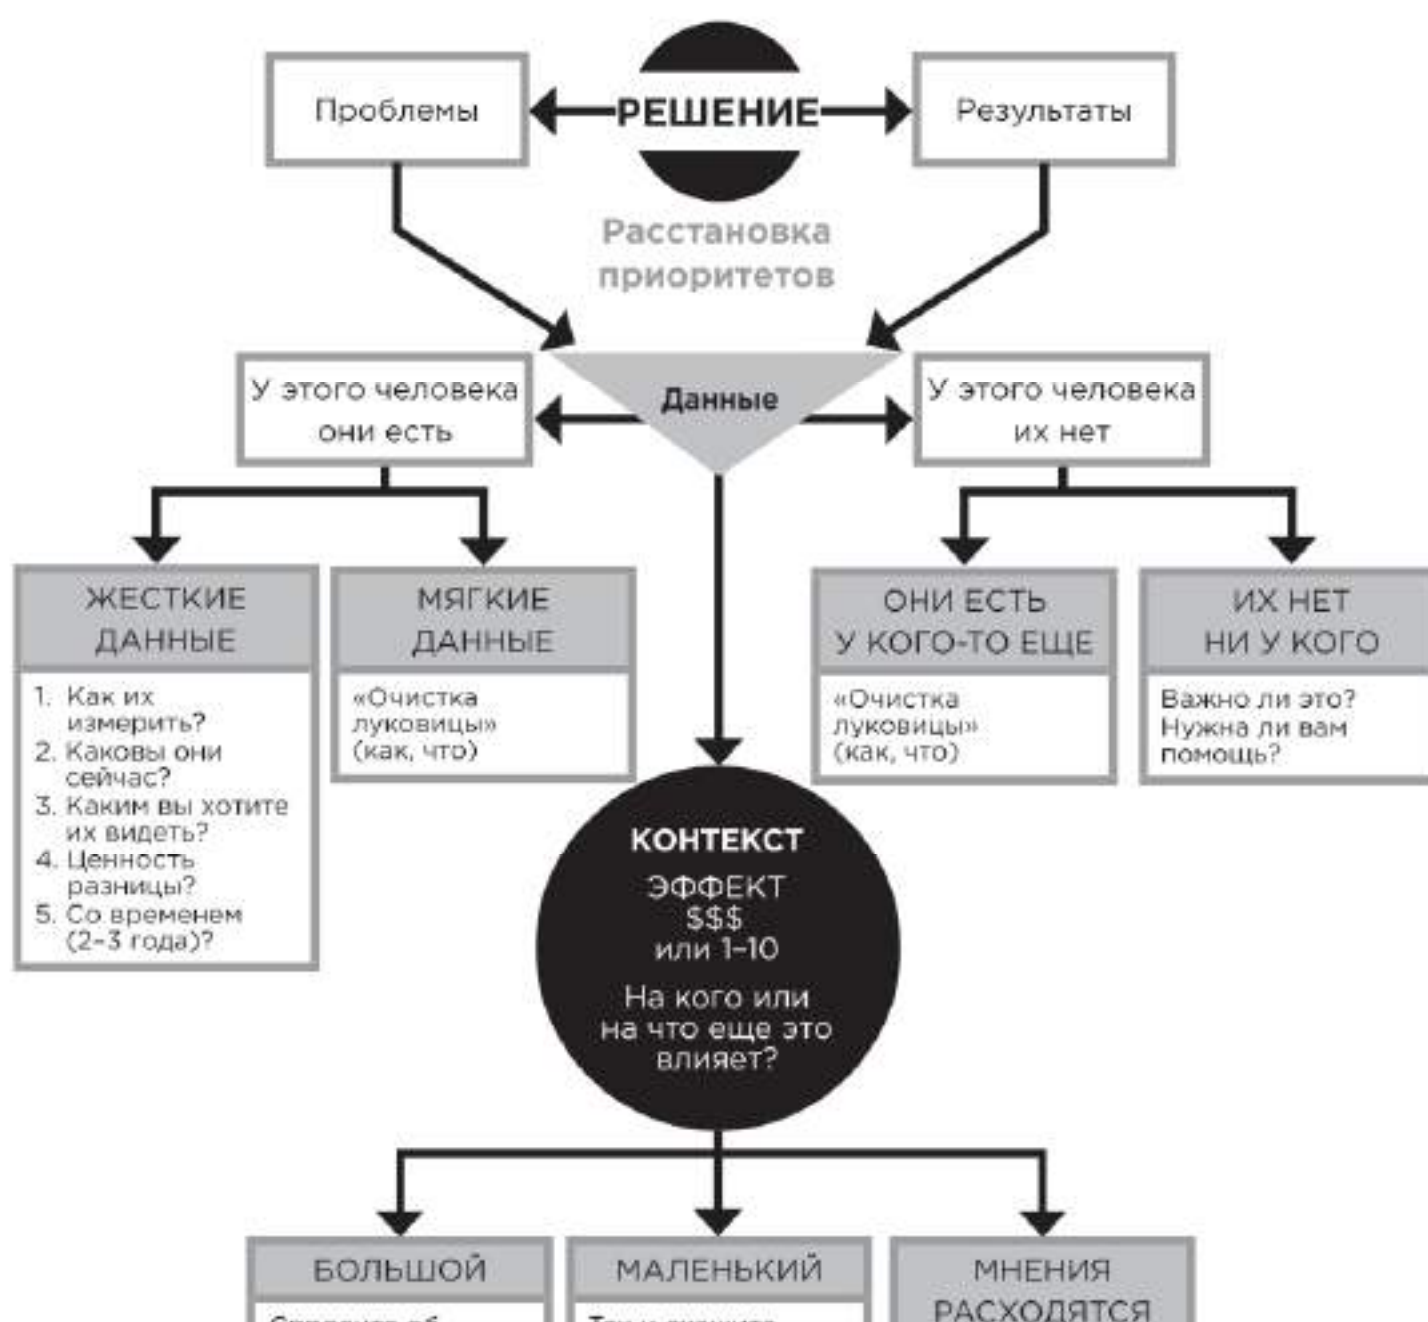 Проблемы
РЕШЕНИЕ
Результаты
Расстановка
приоритетов
У этого человека
они есть
Данные
У этого человека
их нет
ЖЕСТКИЕ
ДАННЫЕ
1. Как их
измерить?
2. Каковы они
сейчас?
3. Каким вы хотите
их видеть?
4. Ценность
разницы?
5. Со временем
(2–3 года)?
МЯГКИЕ
ДАННЫЕ
«Очистка
луковицы»
(как, что)
ОНИ ЕСТЬ
У КОГО-ТО ЕЩЕ
«Очистка
луковицы»
(как, что)
ИХ НЕТ
НИ У КОГО
Важно ли это?
Нужна ли вам
помощь?
КОНТЕКСТ
ЭФФЕКТ
$$$
или 1–10
На кого или
на что еще это
влияет?
БОЛЬШОЙ
МАЛЕНЬКИЙ
МНЕНИЯ
РАСХОДЯТСЯ